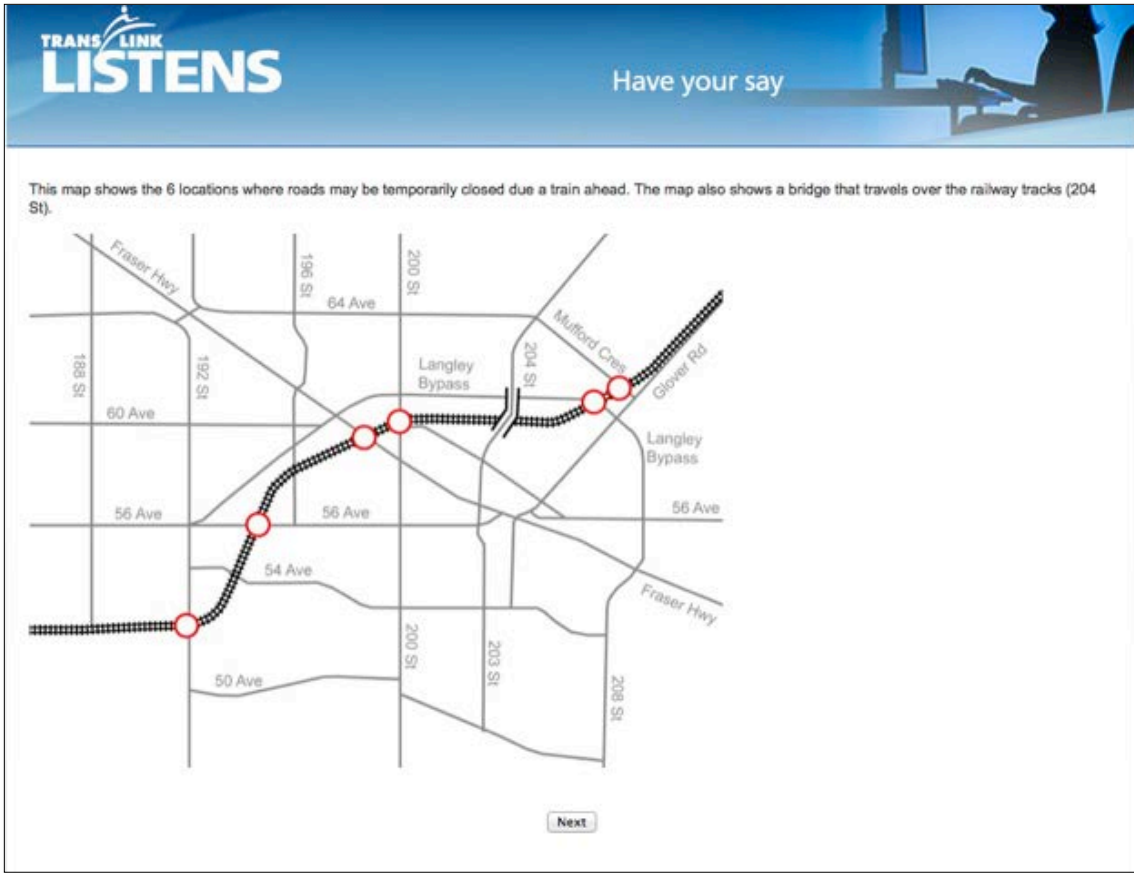 TRANS LINK
LISTENS
Have your say
This map shows the 6 locations where roads may be temporarily closed due a train ahead. The map also shows a bridge that travels over the railway tracks (204
St).
Fraser Hwy
196 St
200 St
64 Ave
Mufford Cres
188 St
192 St
Langley
Bypass
204 St
Glover Rd
60 Ave
Langley
Bypass
56 Ave
56 Ave
56 Ave
54 Ave
Fraser Hwy
200 St
203 St
50 Ave
208 St
Next